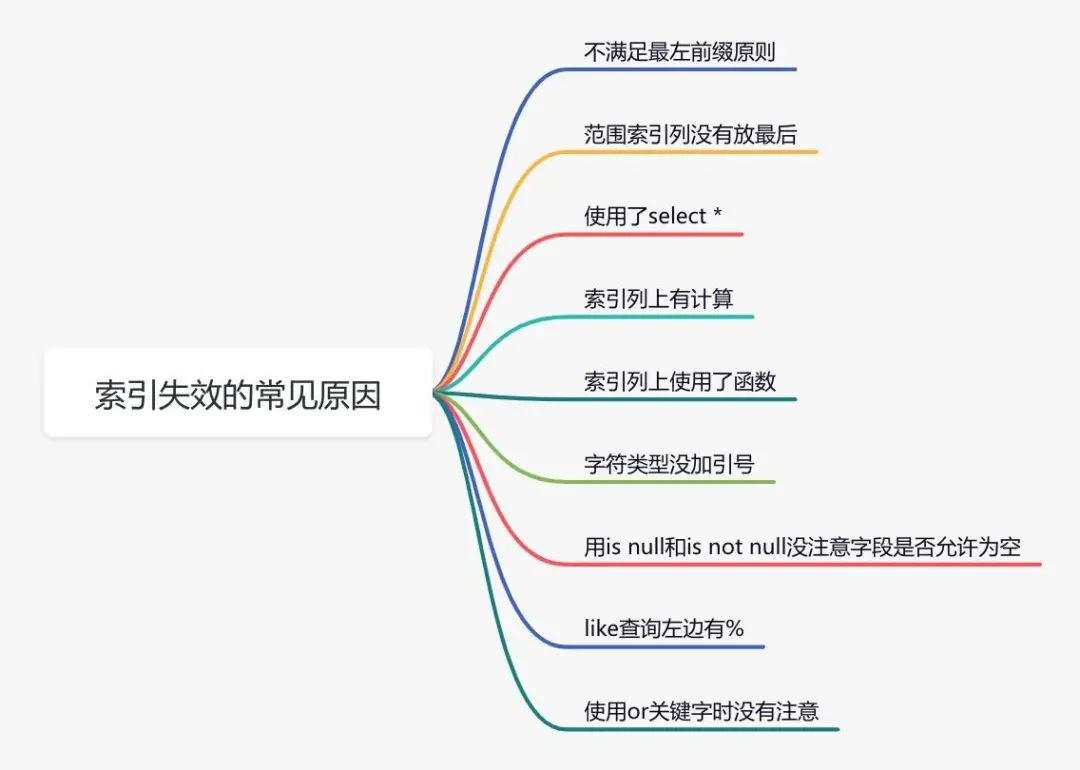 索引失效的常见原因
不满足最左前缀原则
范围索引列没有放最后
使用了select *
索引列上有计算
索引列上使用了函数
字符类型没加引号
用is null和is not null没注意字段是否允许为空
like查询左边有%
使用or关键字时没有注意